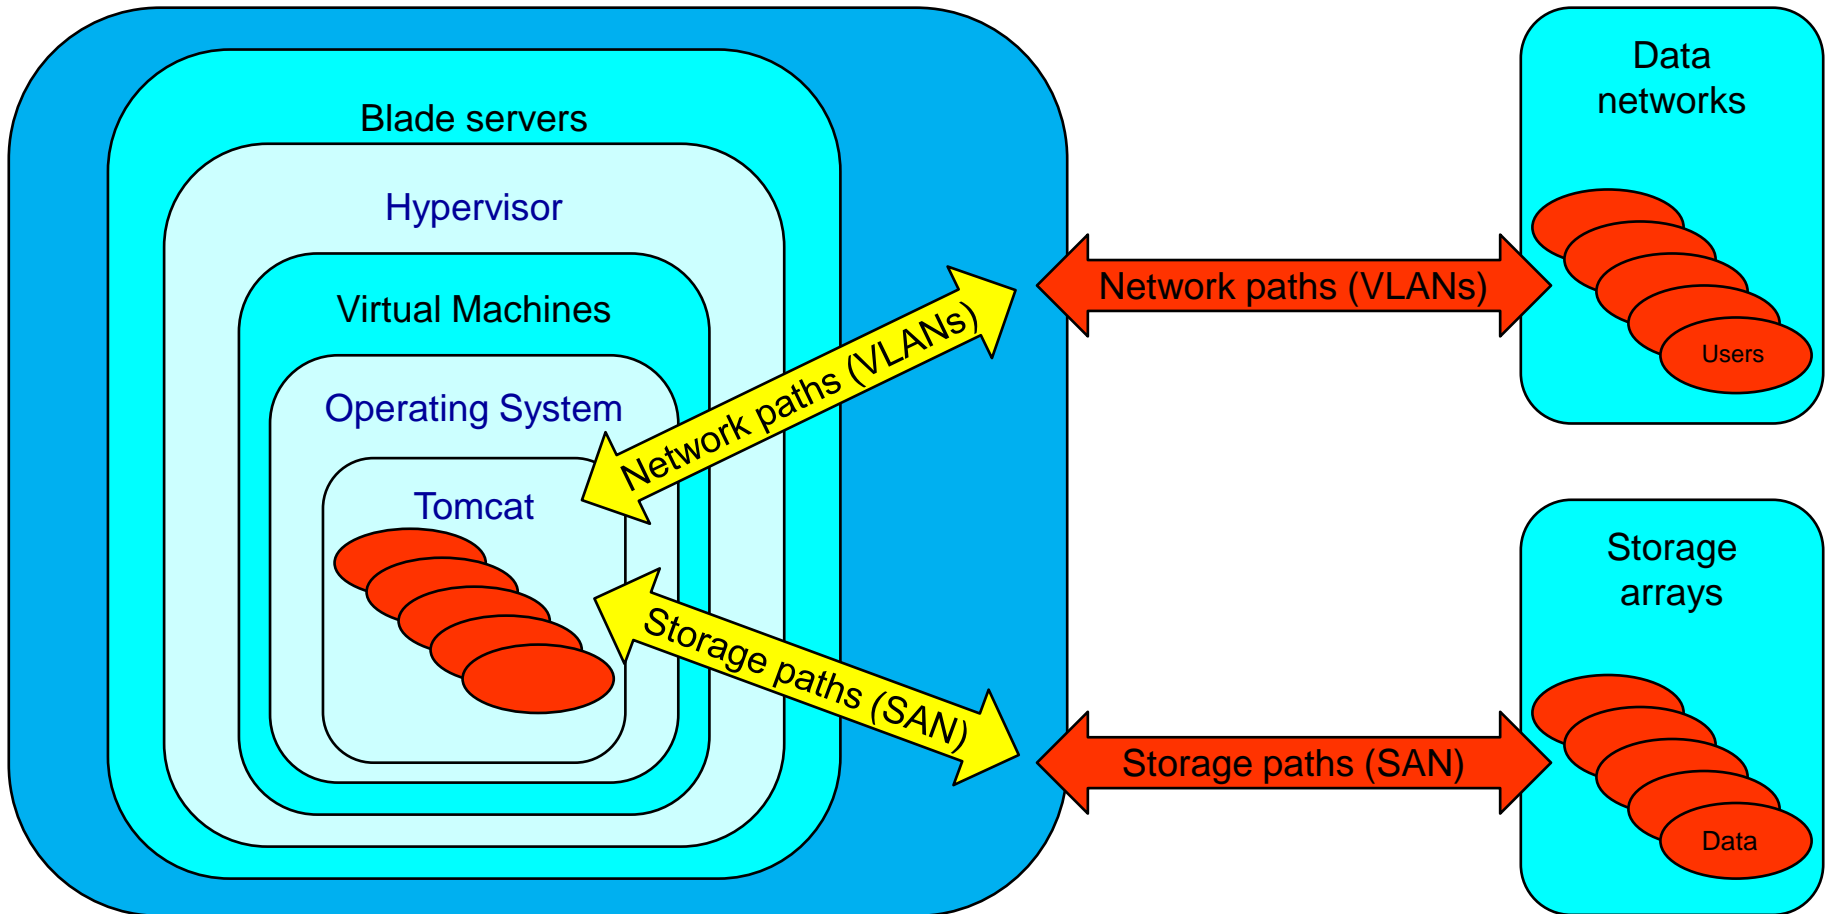 Blade servers
Hypervisor
Virtual Machines
Operating System
Tomcat
Network paths (VLANs)
Storage paths (SAN)
Network paths (VLANs)
Storage paths (SAN)
Data
networks
Users
Storage
arrays
Data